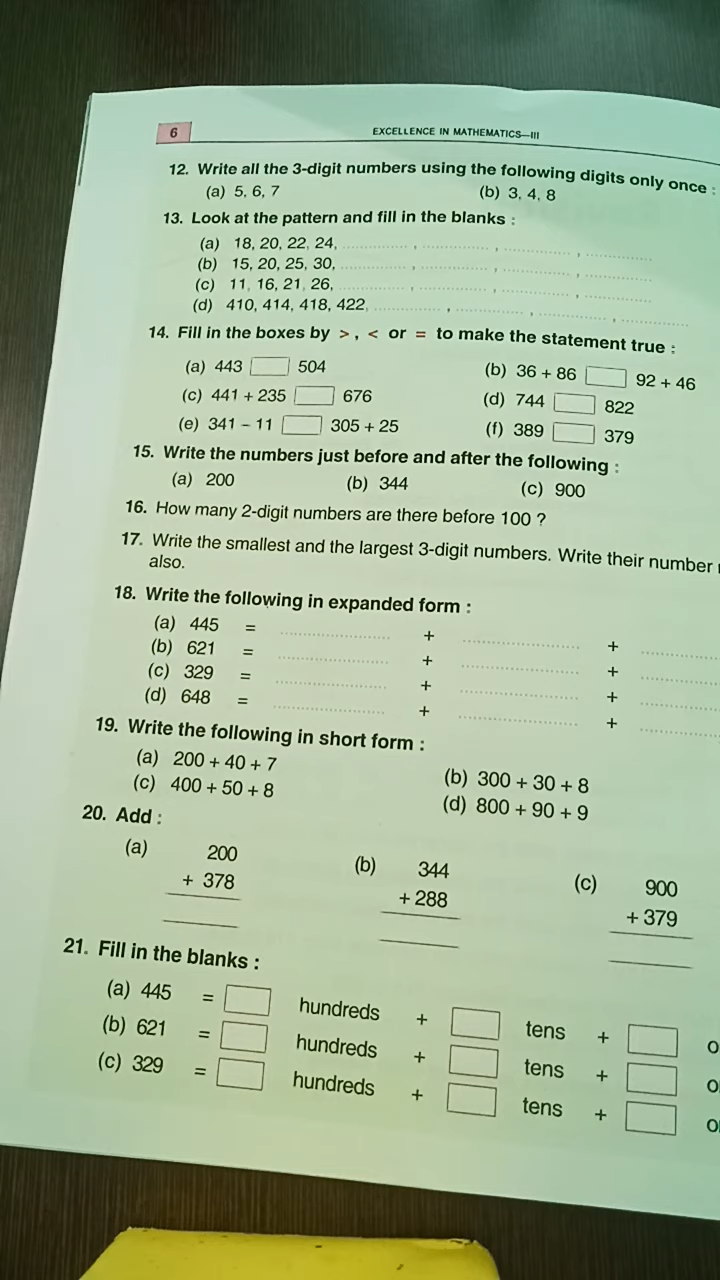 6
EXCELLENCE IN MATHEMATICS—III
12. Write all the 3-digit numbers using the following digits only once :
(a) 5, 6, 7 (b) 3, 4, 8
13. Look at the pattern and fill in the blanks :
(a) 18, 20, 22, 24, ............... , ............... , ............... , ...............
(b) 15, 20, 25, 30, ............... , ............... , ............... , ...............
(c) 11, 16, 21, 26, ............... , ............... , ............... , ...............
(d) 410, 414, 418, 422, ............... , ............... , ............... , ...............
14. Fill in the boxes by >, < or = to make the statement true :
(a) 443 □ 504 (b) 36 + 86 □ 92 + 46
(c) 441 + 235 □ 676 (d) 744 □ 822
(e) 341 – 11 □ 305 + 25 (f) 389 □ 379
15. Write the numbers just before and after the following :
(a) 200 (b) 344 (c) 900
16. How many 2-digit numbers are there before 100 ?
17. Write the smallest and the largest 3-digit numbers. Write their number
also.
18. Write the following in expanded form :
(a) 445 = ............... + ............... + ...............
(b) 621 = ............... + ............... + ...............
(c) 329 = ............... + ............... + ...............
(d) 648 = ............... + ............... + ...............
19. Write the following in short form :
(a) 200 + 40 + 7 (b) 300 + 30 + 8
(c) 400 + 50 + 8 (d) 800 + 90 + 9
20. Add :
(a) 200 (b) 344 (c) 900
+ 378 + 288 + 379
21. Fill in the blanks :
(a) 445 = □ hundreds + □ tens + □ o
(b) 621 = □ hundreds + □ tens + □ o
(c) 329 = □ hundreds + □ tens + □ o